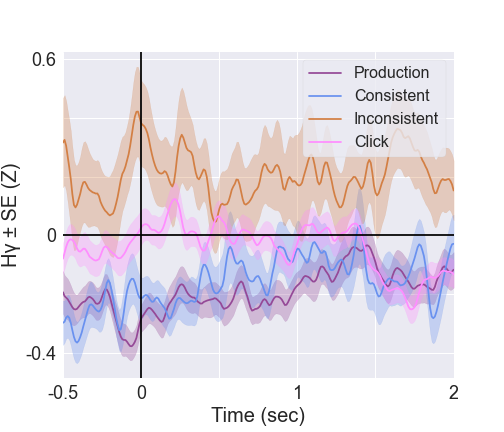 Hγ ± SE (Z)
0.6
0
-0.4
Production
Consistent
Inconsistent
Click
-0.5
0
1
2
Time (sec)